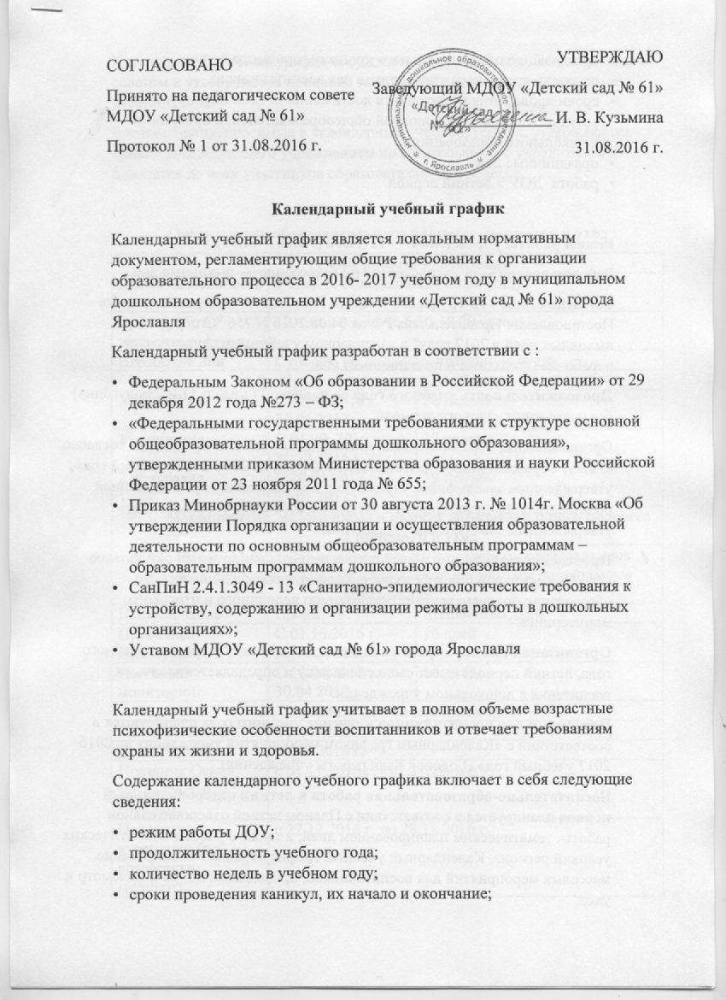 СОГЛАСОВАНО
Принято на педагогическом совете
МДОУ «Детский сад № 61»
Протокол № 1 от 31.08.2016 г.
УТВЕРЖДАЮ
Заведующий МДОУ «Детский сад № 61»
И. В. Кузьмина
31.08.2016 г.
муниципальное дошкольное образовательное учреждение
«Детский сад
№ 61»
г. Ярославль
Календарный учебный график
Календарный учебный график является локальным нормативным
документом, регламентирующим общие требования к организации
образовательного процесса в 2016- 2017 учебном году в муниципальном
дошкольном образовательном учреждении «Детский сад № 61» города
Ярославля
Календарный учебный график разработан в соответствии с :
• Федеральным Законом «Об образовании в Российской Федерации» от 29
декабря 2012 года №273 – ФЗ;
• «Федеральными государственными требованиями к структуре основной
общеобразовательной программы дошкольного образования»,
утвержденными приказом Министерства образования и науки Российской
Федерации от 23 ноября 2011 года № 655;
• Приказ Минобрнауки России от 30 августа 2013 г. № 1014г. Москва «Об
утверждении Порядка организации и осуществления образовательной
деятельности по основным общеобразовательным программам –
образовательным программам дошкольного образования»;
• СанПиН 2.4.1.3049 - 13 «Санитарно-эпидемиологические требования к
устройству, содержанию и организации режима работы в дошкольных
организациях»;
• Уставом МДОУ «Детский сад № 61» города Ярославля
Календарный учебный график учитывает в полном объеме возрастные
психофизические особенности воспитанников и отвечает требованиям
охраны их жизни и здоровья.
Содержание календарного учебного графика включает в себя следующие
сведения:
• режим работы ДОУ;
• продолжительность учебного года;
• количество недель в учебном году;
• сроки проведения каникул, их начало и окончание;